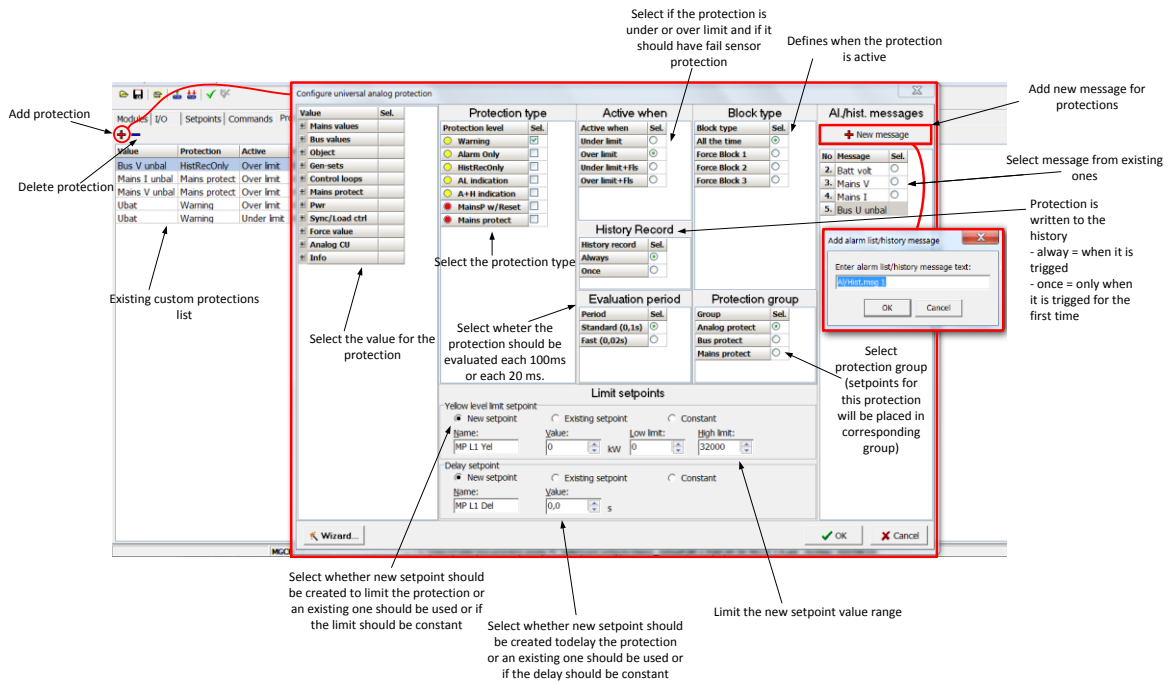 Select if the protection is
under or over limit and if it
should have fail sensor
protection
Defines when the protection
is active
Add new message for
protections
Add protection
Delete protection
Modules I/O Setpoints Commands
Value Protection Active
Bus V unbal HistRecOnly Over limit
Mains I unbal Mains protect Over limit
Mains V unbal Mains protect Over limit
Ubat Warning Over limit
Ubat Warning Under limit
Existing custom protections
list
Configure universal analog protection
Value Sel.
Mains values
Bus values
Object
Gen-sets
Control loops
Mains protect
Pwr
Sync/Load ctrl
Force value
Analog CU
Info
Select the value for the
protection
Protection type
Protection level Sel.
Warning
Alarm Only
HistRecOnly
AL indication
A+H indication
MainsP w/Reset
Mains protect
Select the protection type
Select wheter the
protection should be
evaluated each 100ms
or each 20 ms.
Active when
Active when Sel.
Under limit
Over limit
Under limit+Fls
Over limit+Fls
History Record
History record Sel.
Always
Once
Evaluation period
Period Sel.
Standard (0,1s)
Fast (0,02s)
Block type
Block type Sel.
All the time
Force Block 1
Force Block 2
Force Block 3
Protection group
Group Sel.
Analog protect
Bus protect
Mains protect
Al./hist. messages
New message
No Message Sel.
2. Batt volt
3. Mains V
4. Mains I
5. Bus U unbal
Select message from existing
ones
Protection is
written to the
history
- alway = when it is
trigged
- once = only when
it is trigged for the
first time
Add alarm list/history message
Enter alarm list/history message text:
Al/Hist.msg 1
OK Cancel
Select
protection group
(setpoints for
this protection
will be placed in
corresponding
group)
Limit setpoints
Yellow level limit setpoint
New setpoint Existing setpoint Constant
Name: Value: Low limit: High limit:
MP L1 Yel 0 kW 0 32000
Delay setpoint
New setpoint Existing setpoint Constant
Name: Value:
MP L1 Del 0,0 s
Wizard... OK Cancel
Select whether new setpoint should
be created to limit the protection or
an existing one should be used or if
the limit should be constant
Select whether new setpoint should
be created todelay the protection
or an existing one should be used or
if the delay should be constant
Limit the new setpoint value range